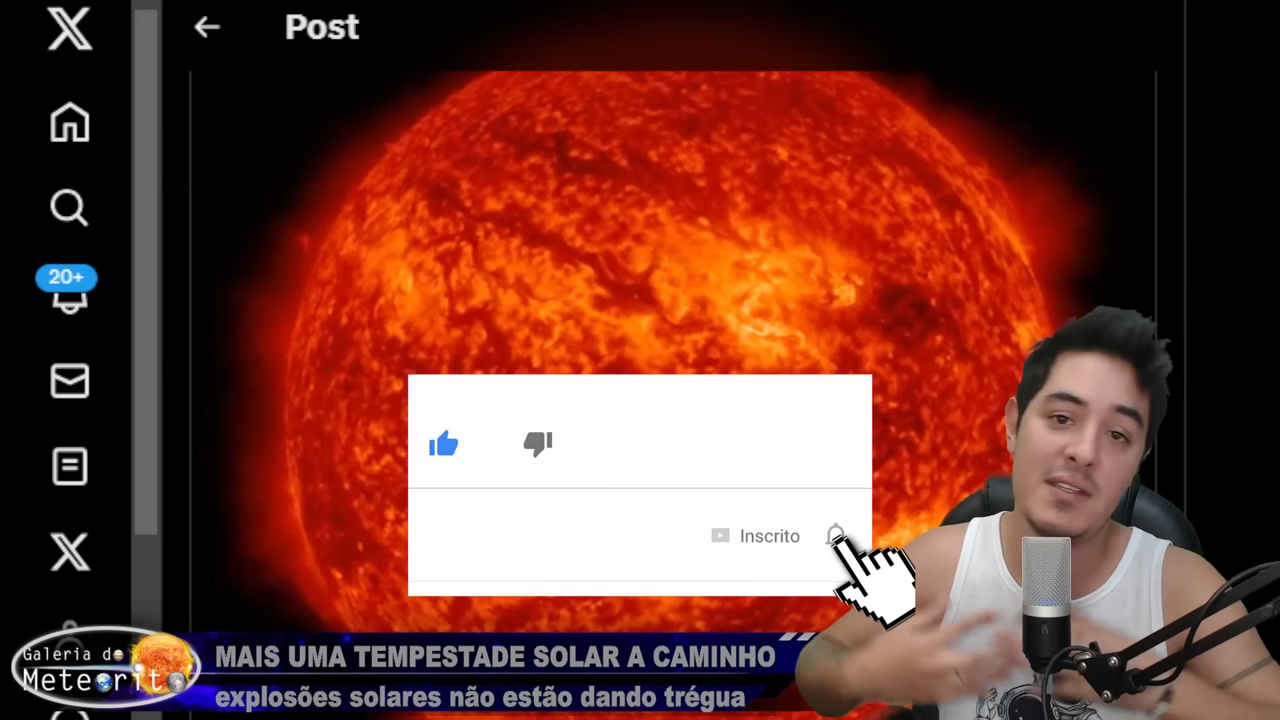 Post
20+
Inscrito
Galeria do
Meteorito
MAIS UMA TEMPESTADE SOLAR A CAMINHO
explosões solares não estão dando trégua